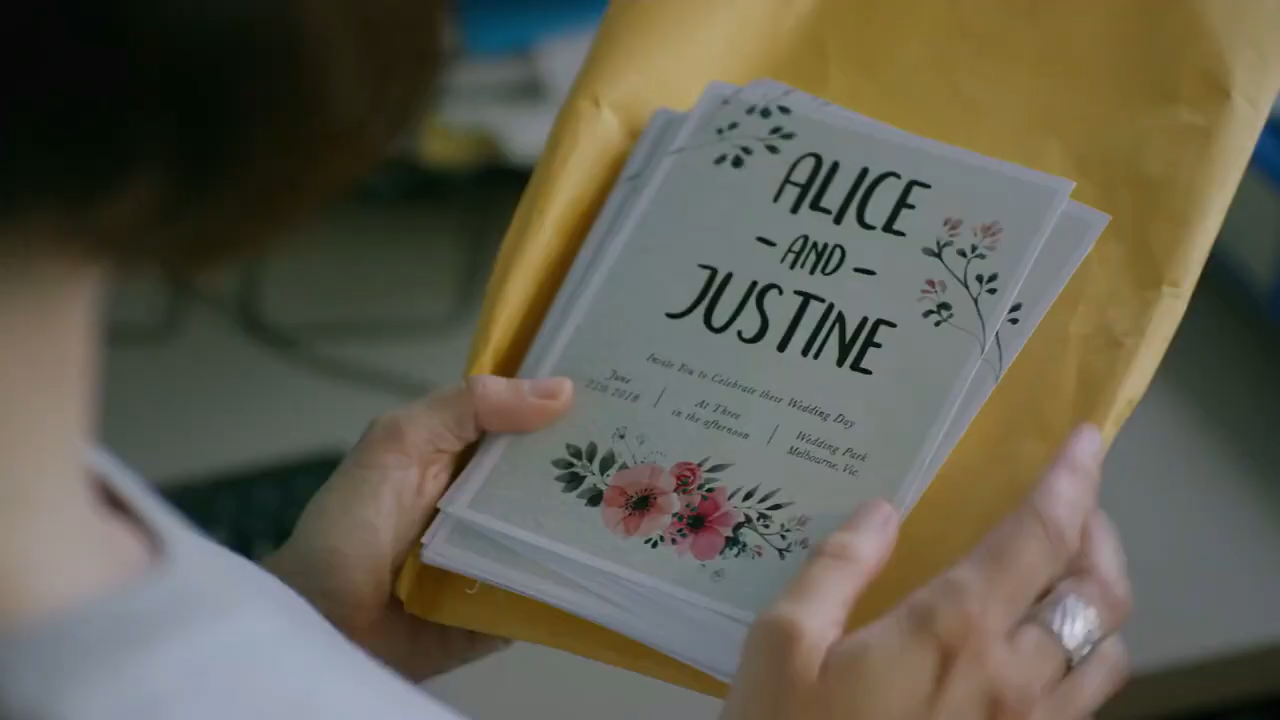 ALICE
- AND -
JUSTINE
Invite You to Celebrate their Wedding Day
June
25th 2018
At Three
in the afternoon
Wedding Park
Melbourne, Vic.